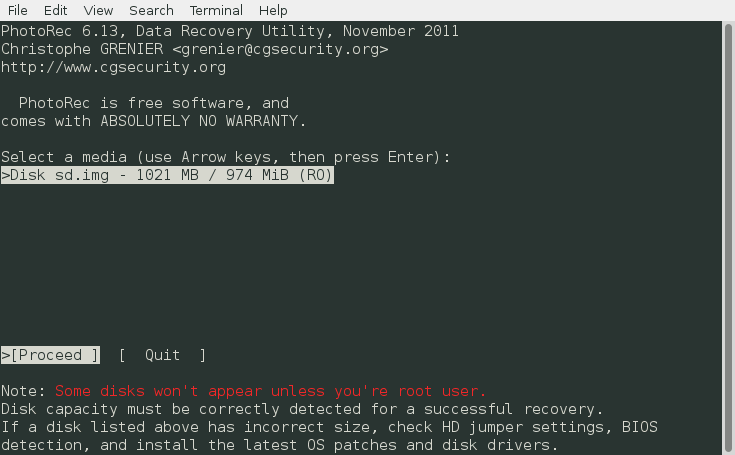 File Edit View Search Terminal Help
PhotoRec 6.13, Data Recovery Utility, November 2011
Christophe GRENIER <grenier@cgsecurity.org>
http://www.cgsecurity.org
PhotoRec is free software, and
comes with ABSOLUTELY NO WARRANTY.
Select a media (use Arrow keys, then press Enter):
>Disk sd.img - 1021 MB / 974 MiB (RO)
>[Proceed ]  [  Quit  ]
Note: Some disks won't appear unless you're root user.
Disk capacity must be correctly detected for a successful recovery.
If a disk listed above has incorrect size, check HD jumper settings, BIOS
detection, and install the latest OS patches and disk drivers.